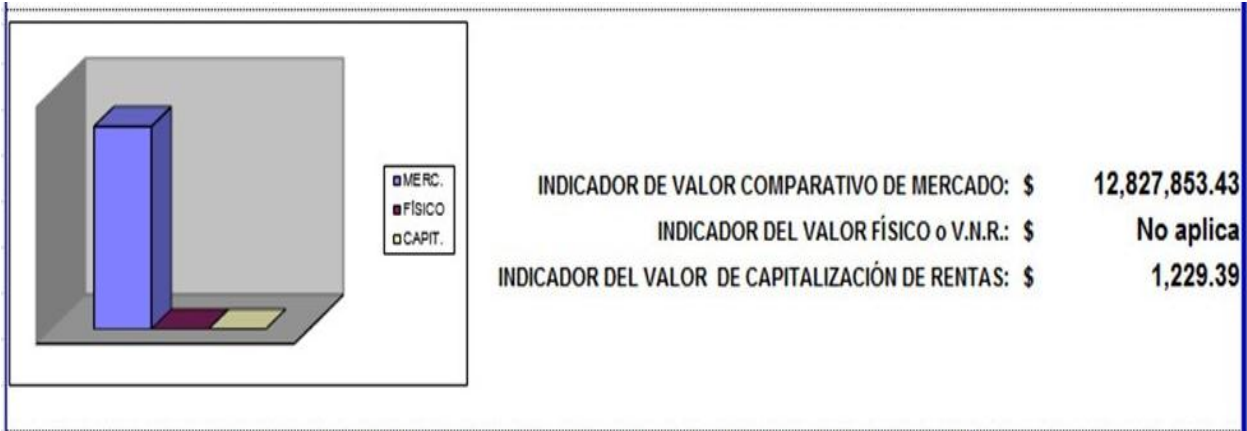 MERC.
FÍSICO
CAPIT.
INDICADOR DE VALOR COMPARATIVO DE MERCADO: $ 12,827,853.43
INDICADOR DEL VALOR FÍSICO o V.N.R.: $ No aplica
INDICADOR DEL VALOR DE CAPITALIZACIÓN DE RENTAS: $ 1,229.39